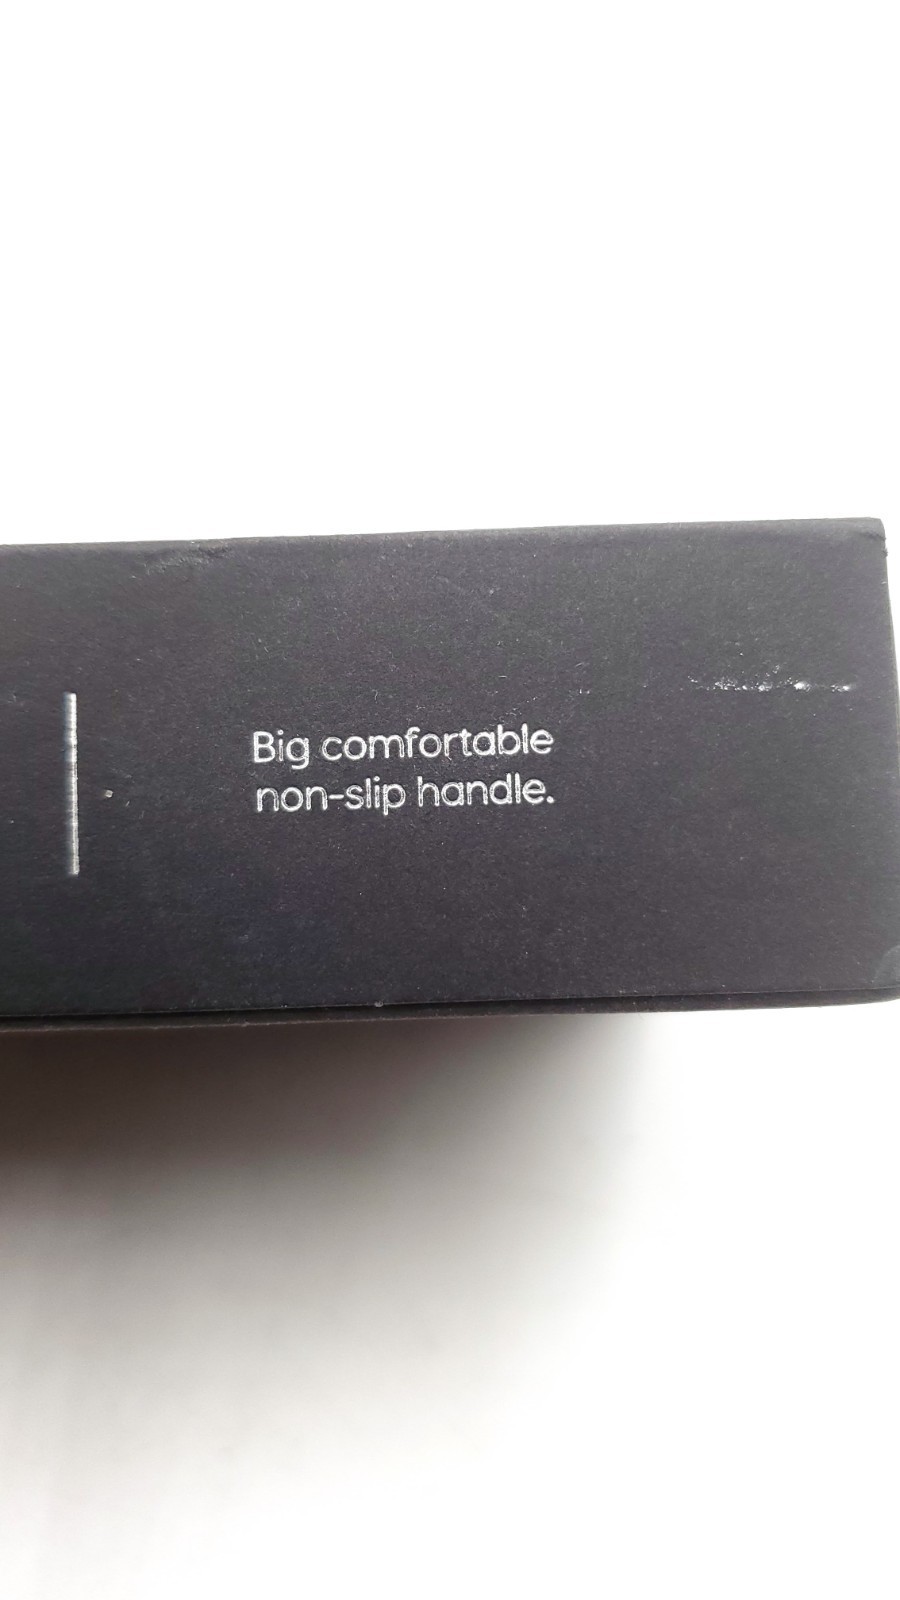 Big comfortable
non-slip handle.